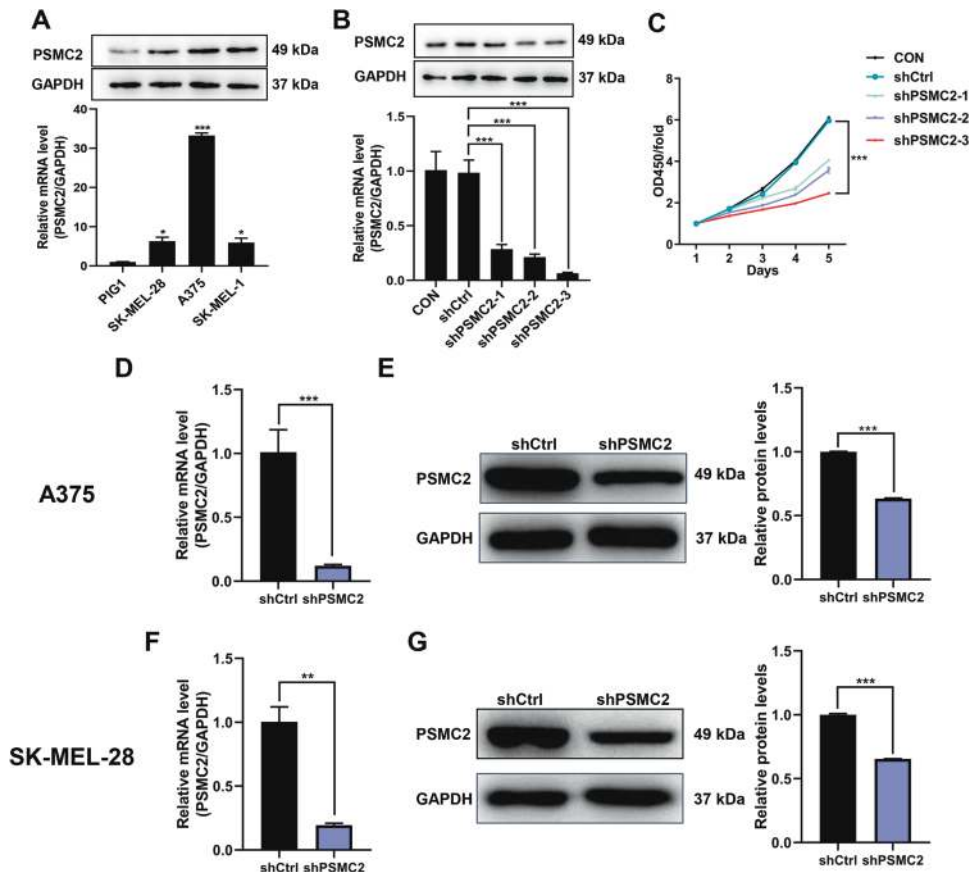 A
PSMC2
49 kDa
GAPDH
37 kDa
Relative mRNA level
(PSMC2/GAPDH)
40
30
20
10
0
*
***
*
PIG1
SK-MEL-28
A375
SK-MEL-1
B
PSMC2
49 kDa
GAPDH
37 kDa
Relative mRNA level
(PSMC2/GAPDH)
1.5
1.0
0.5
0.0
***
***
***
CON
shCtrl
shPSMC2-1
shPSMC2-2
shPSMC2-3
C
OD450/fold
8
6
4
2
0
1 2 3 4 5
Days
CON
shCtrl
shPSMC2-1
shPSMC2-2
shPSMC2-3
***
A375
D
Relative mRNA level
(PSMC2/GAPDH)
1.5
1.0
0.5
0.0
***
shCtrl shPSMC2
E
shCtrl shPSMC2
PSMC2
49 kDa
GAPDH
37 kDa
Relative protein levels
1.5
1.0
0.5
0.0
***
shCtrl shPSMC2
SK-MEL-28
F
Relative mRNA level
(PSMC2/GAPDH)
1.5
1.0
0.5
0.0
**
shCtrl shPSMC2
G
shCtrl shPSMC2
PSMC2
49 kDa
GAPDH
37 kDa
Relative protein levels
1.5
1.0
0.5
0.0
***
shCtrl shPSMC2